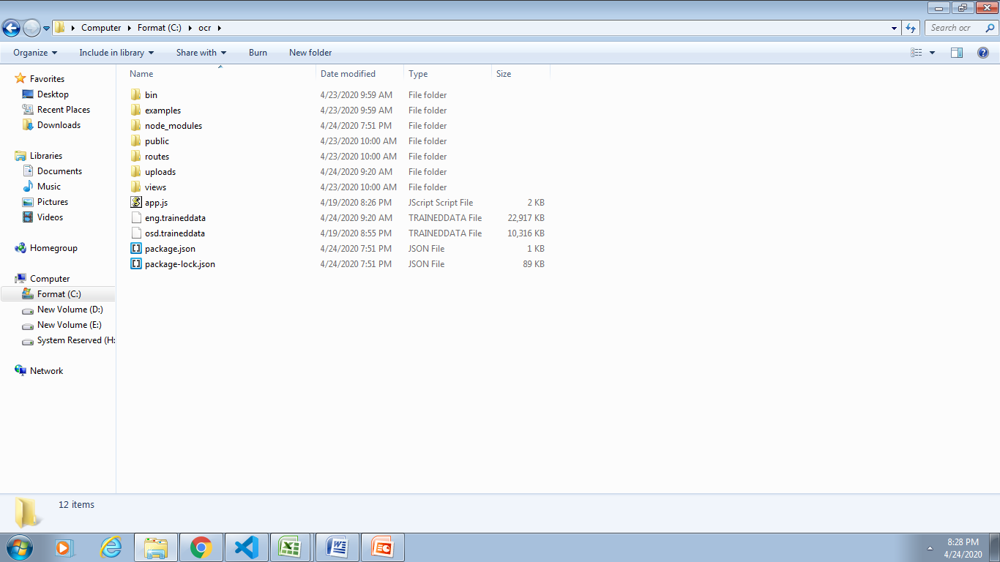 Computer Format (C:) ocr Search ocr
Organize Include in library Share with Burn New folder
Favorites
Desktop
Recent Places
Downloads
Libraries
Documents
Music
Pictures
Videos
Homegroup
Computer
Format (C:)
New Volume (D:)
New Volume (E:)
System Reserved (H:
Network
Name Date modified Type Size
bin 4/23/2020 9:59 AM File folder
examples 4/23/2020 9:59 AM File folder
node_modules 4/24/2020 7:51 PM File folder
public 4/23/2020 10:00 AM File folder
routes 4/23/2020 10:00 AM File folder
uploads 4/24/2020 9:20 AM File folder
views 4/23/2020 10:00 AM File folder
app.js 4/19/2020 8:26 PM JScript Script File 2 KB
eng.traineddata 4/24/2020 9:20 AM TRAINEDDATA File 22,917 KB
osd.traineddata 4/19/2020 8:55 PM TRAINEDDATA File 10,316 KB
package.json 4/24/2020 7:51 PM JSON File 1 KB
package-lock.json 4/24/2020 7:51 PM JSON File 89 KB
12 items
8:28 PM
4/24/2020